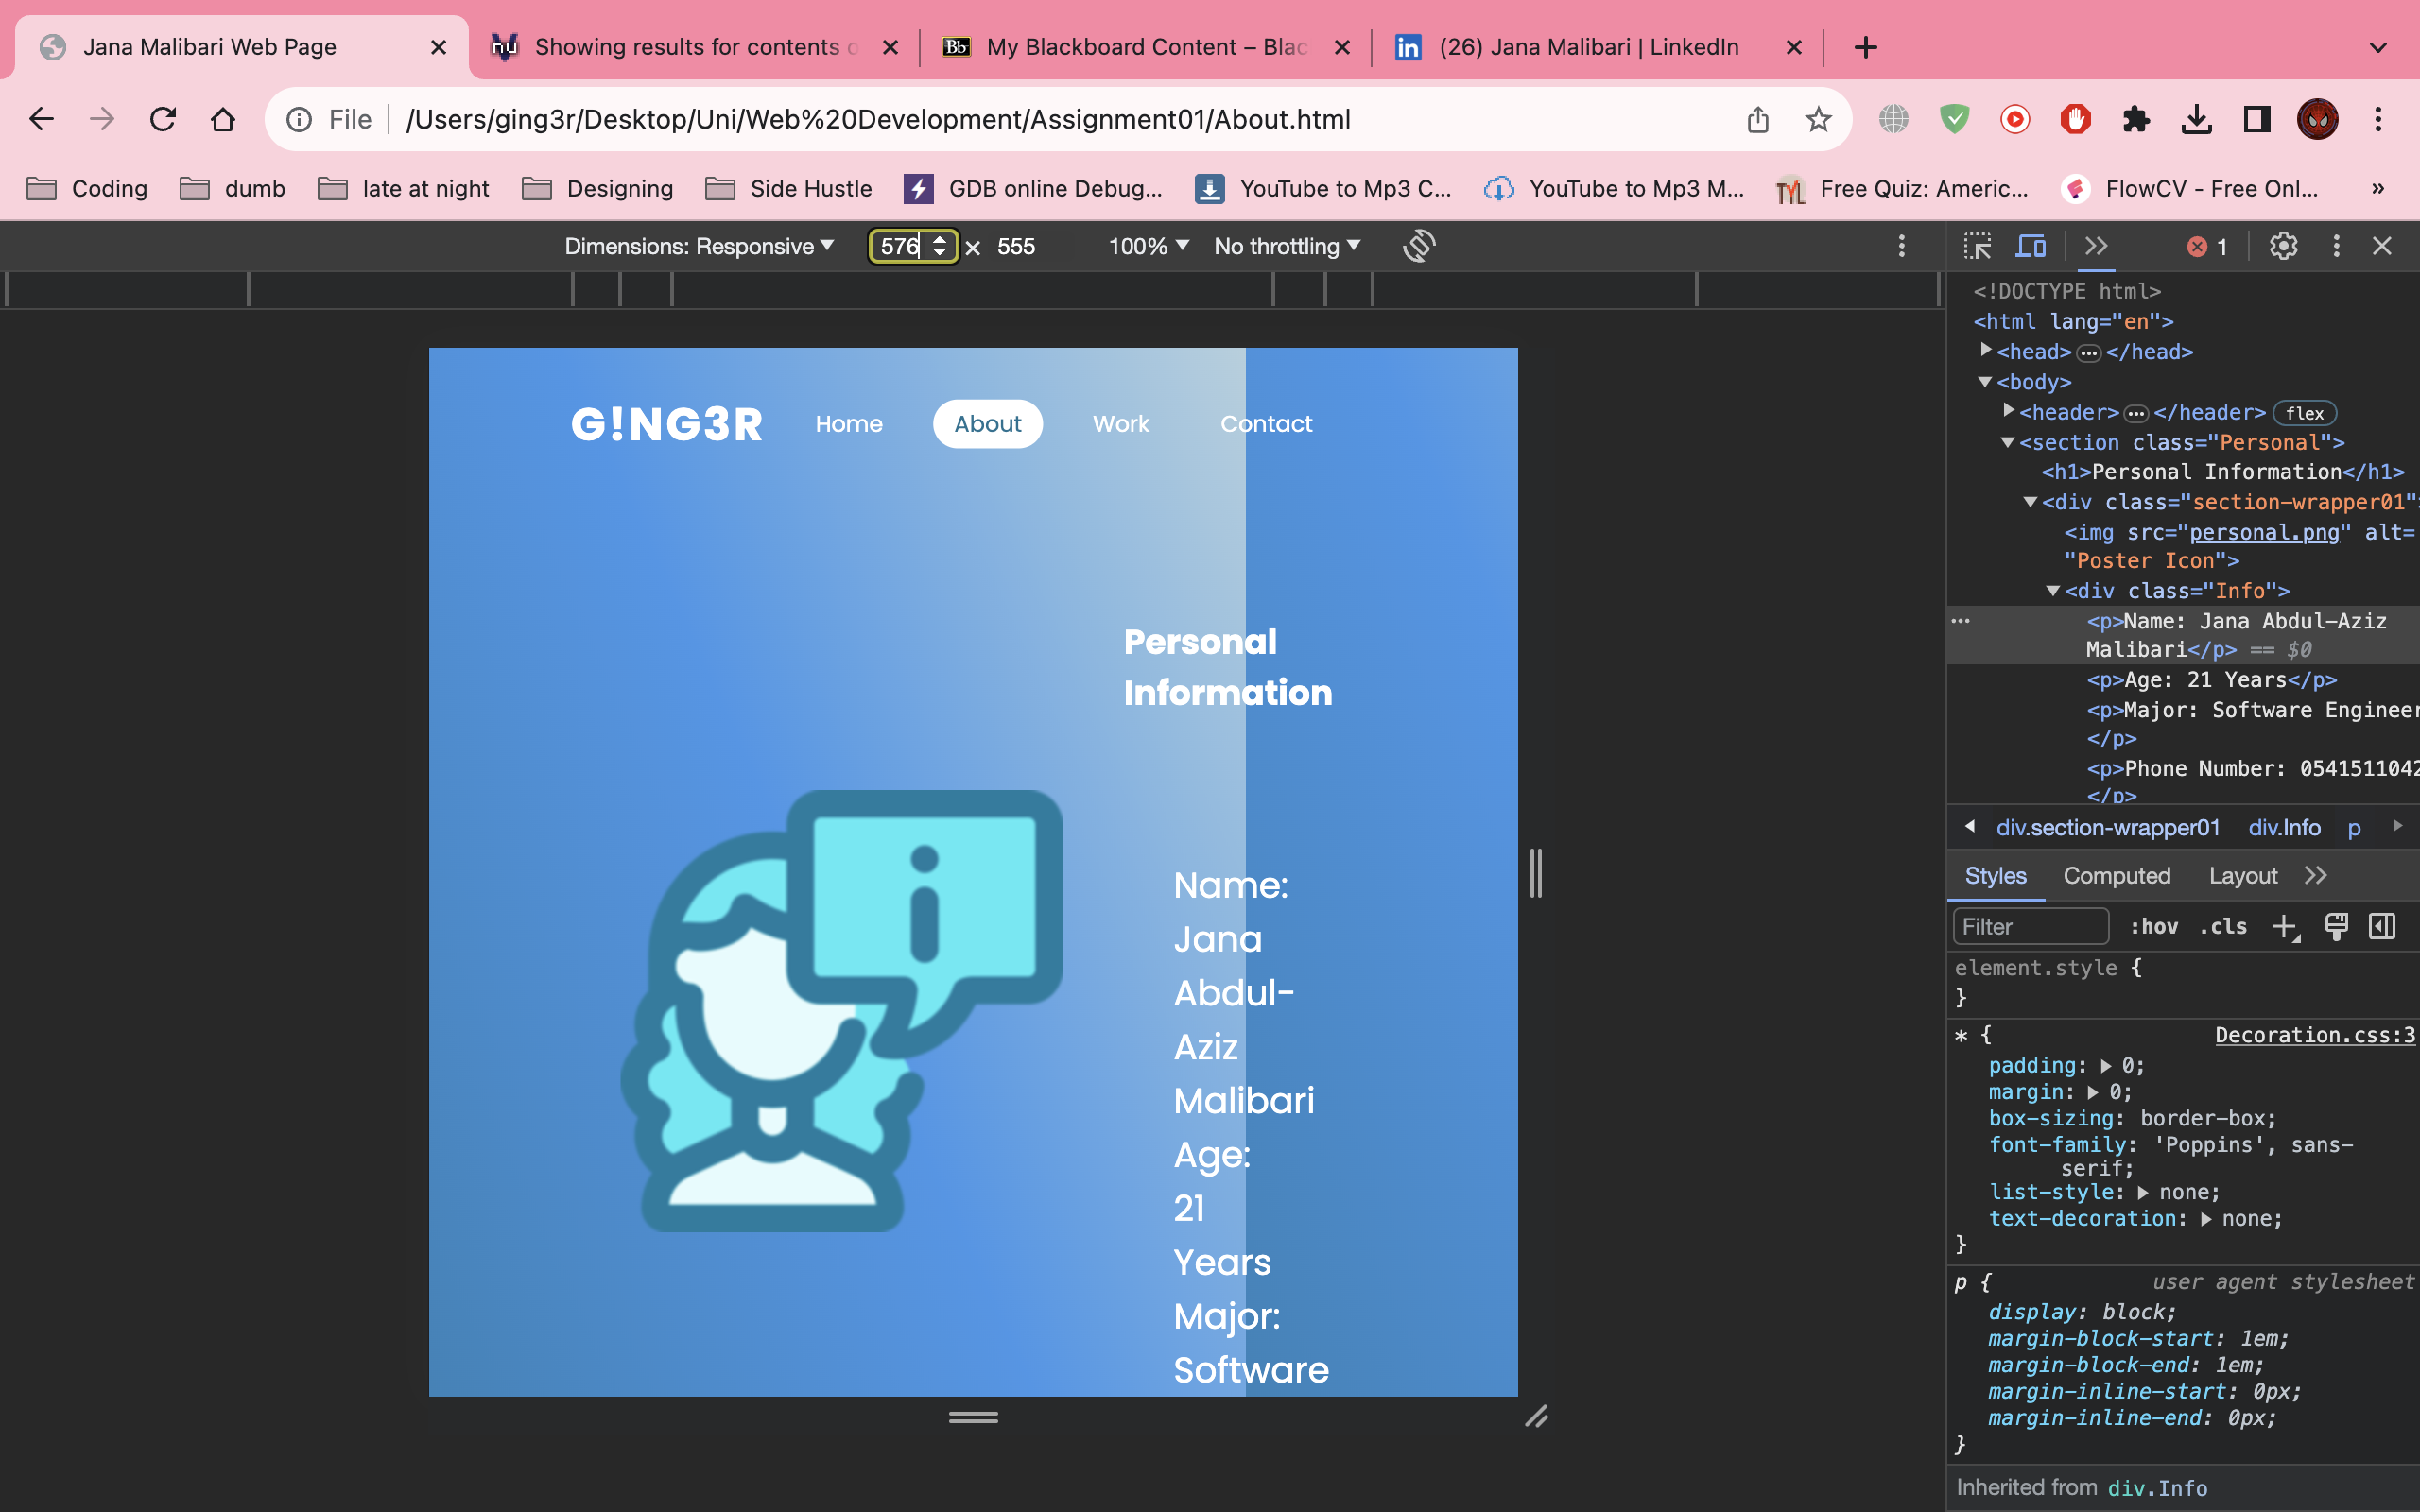 Jana Malibari Web Page
Showing results for contents o
My Blackboard Content – Blac
(26) Jana Malibari | LinkedIn
File /Users/ging3r/Desktop/Uni/Web%20Development/Assignment01/About.html
Coding dumb late at night Designing Side Hustle GDB online Debug... YouTube to Mp3 C... YouTube to Mp3 M... Free Quiz: Americ... FlowCV - Free Onl... »
Dimensions: Responsive 576 × 555 100% No throttling
1
G!NG3R Home About Work Contact
Personal
Information
Name:
Jana
Abdul-
Aziz
Malibari
Age:
21
Years
Major:
Software
<!DOCTYPE html>
<html lang="en">
<head>…</head>
<body>
<header>…</header> flex
<section class="Personal">
<h1>Personal Information</h1>
<div class="section-wrapper01"
<img src="personal.png" alt=
"Poster Icon">
<div class="Info">
… <p>Name: Jana Abdul-Aziz
Malibari</p> == $0
<p>Age: 21 Years</p>
<p>Major: Software Engineer
</p>
<p>Phone Number: 0541511042
</p>
div.section-wrapper01 div.Info p
Styles Computed Layout
Filter :hov .cls
element.style {
}
* { Decoration.css:3
padding: 0;
margin: 0;
box-sizing: border-box;
font-family: 'Poppins', sans-
serif;
list-style: none;
text-decoration: none;
}
p { user agent stylesheet
display: block;
margin-block-start: 1em;
margin-block-end: 1em;
margin-inline-start: 0px;
margin-inline-end: 0px;
}
Inherited from div.Info